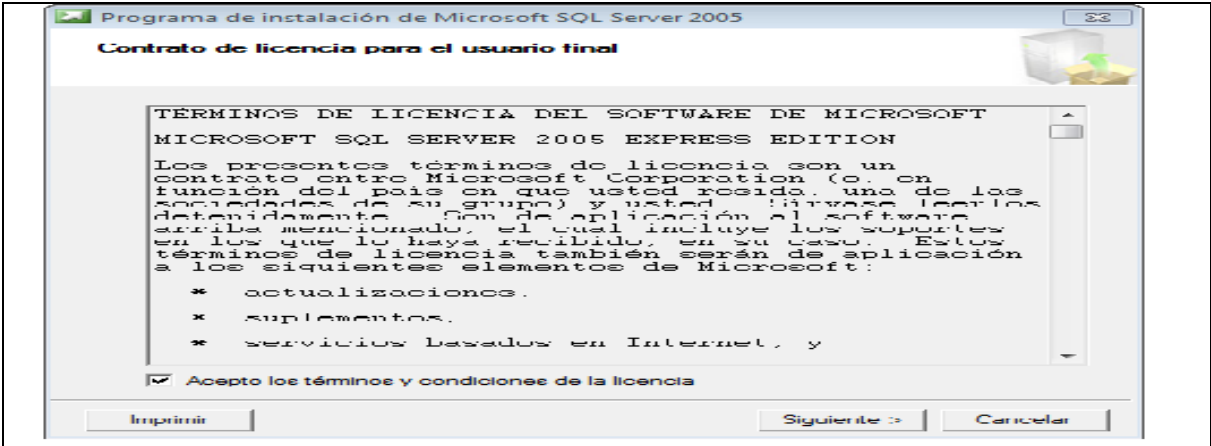 Programa de instalación de Microsoft SQL Server 2005
Contrato de licencia para el usuario final
TÉRMINOS DE LICENCIA DEL SOFTWARE DE MICROSOFT
MICROSOFT SQL SERVER 2005 EXPRESS EDITION
Los presentes términos de licencia son un
contrato entre Microsoft Corporation (o, en
función del país en que usted resida, una de las
sociedades de su grupo) y usted. Sírvase leerlos
detenidamente. Son de aplicación al software
arriba mencionado, el cual incluye los soportes
en los que lo haya recibido, en su caso. Estos
términos de licencia también serán de aplicación
a los siguientes elementos de Microsoft:
* actualizaciones,
* suplementos,
* servicios basados en Internet, y
Acepto los términos y condiciones de la licencia
Imprimir
Siguiente >
Cancelar